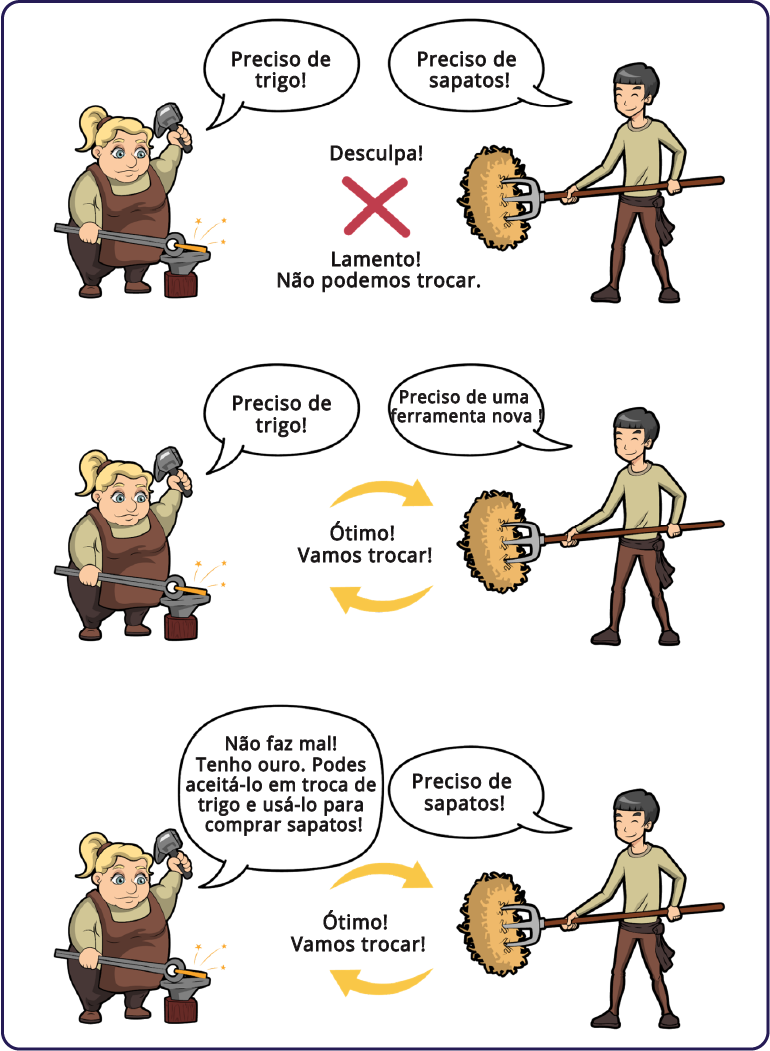 Preciso de
trigo!
Preciso de
sapatos!
Desculpa!
Lamento!
Não podemos trocar.
Preciso de
trigo!
Preciso de uma
ferramenta nova !
Ótimo!
Vamos trocar!
Não faz mal!
Tenho ouro. Podes
aceitá-lo em troca de
trigo e usá-lo para
comprar sapatos!
Preciso de
sapatos!
Ótimo!
Vamos trocar!